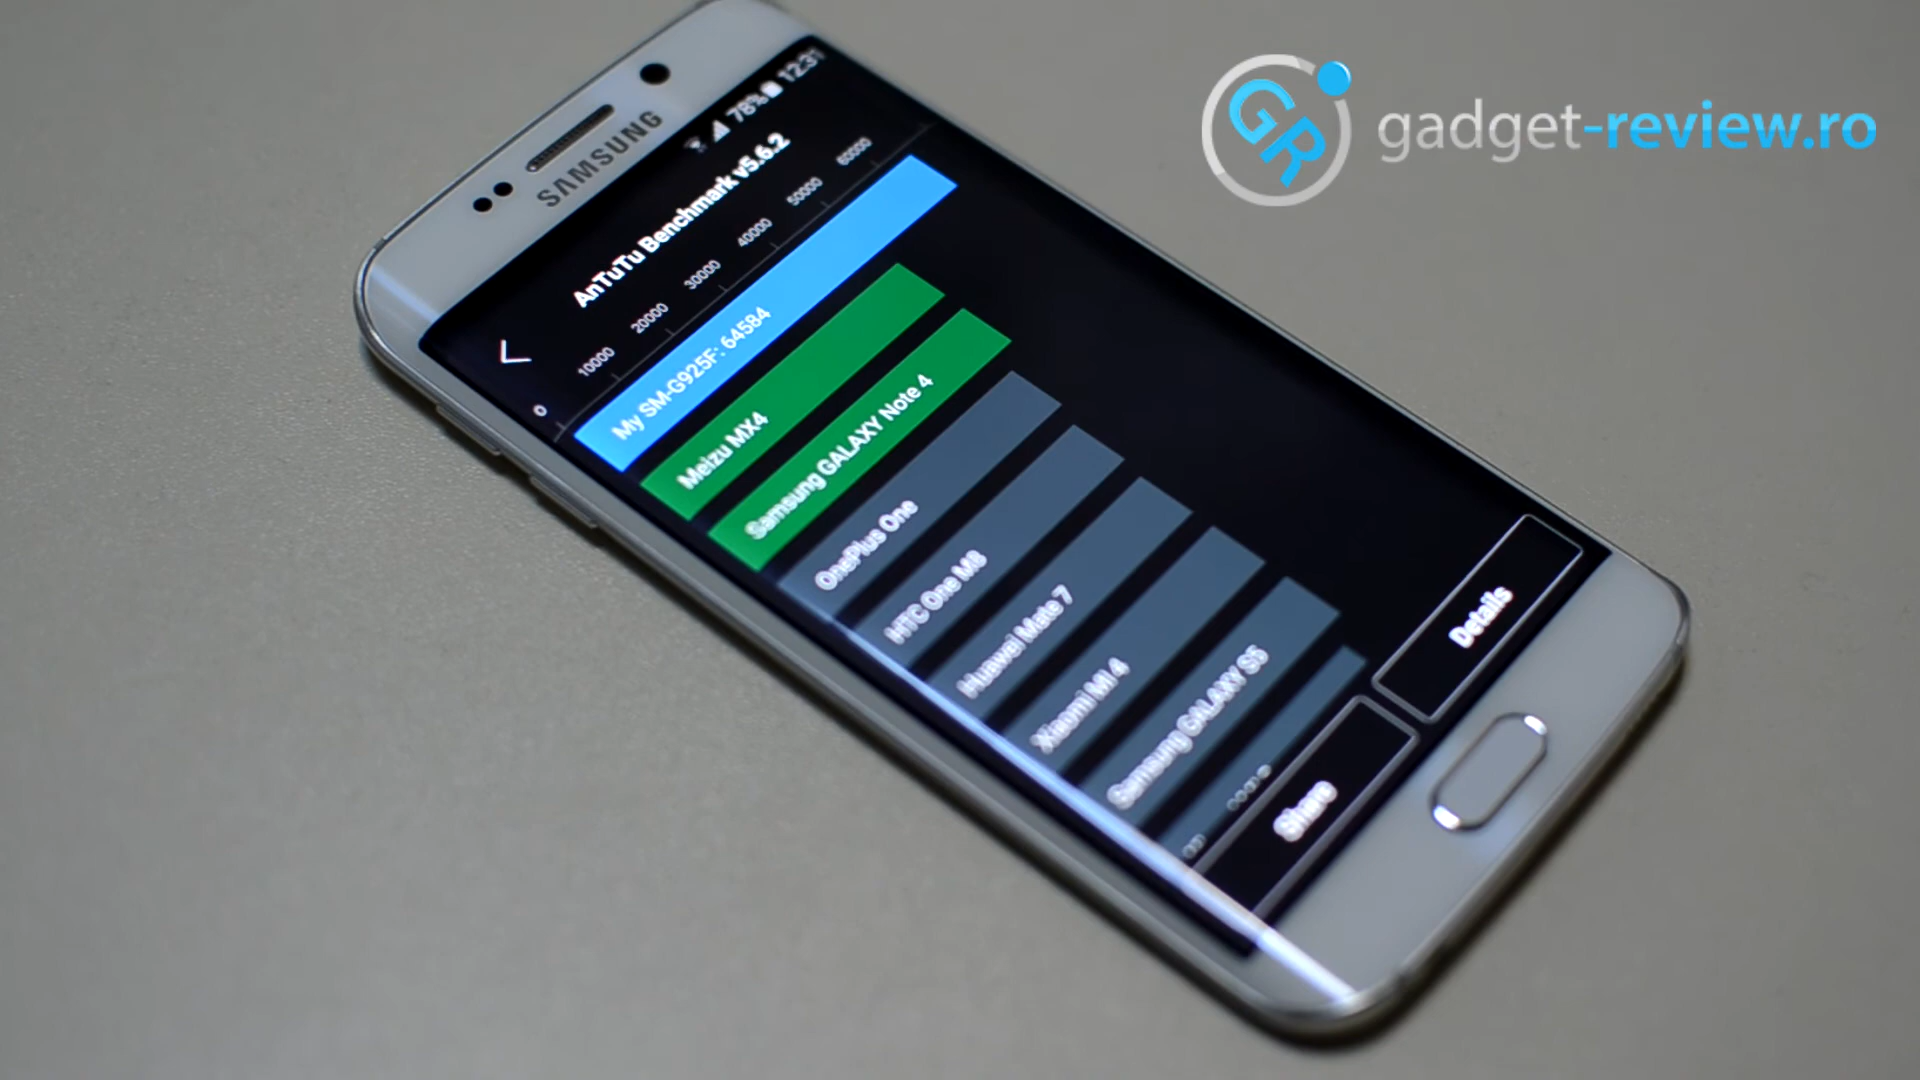 GR gadget-review.ro
SAMSUNG
78% 12:31
AnTuTu Benchmark v5.6.2
0 10000 20000 30000 40000 50000 60000
My SM-G925F: 64584
Meizu MX4
Samsung GALAXY Note 4
OnePlus One
HTC One M8
Huawei Mate 7
Xiaomi MI 4
Samsung GALAXY S5
Share
Details